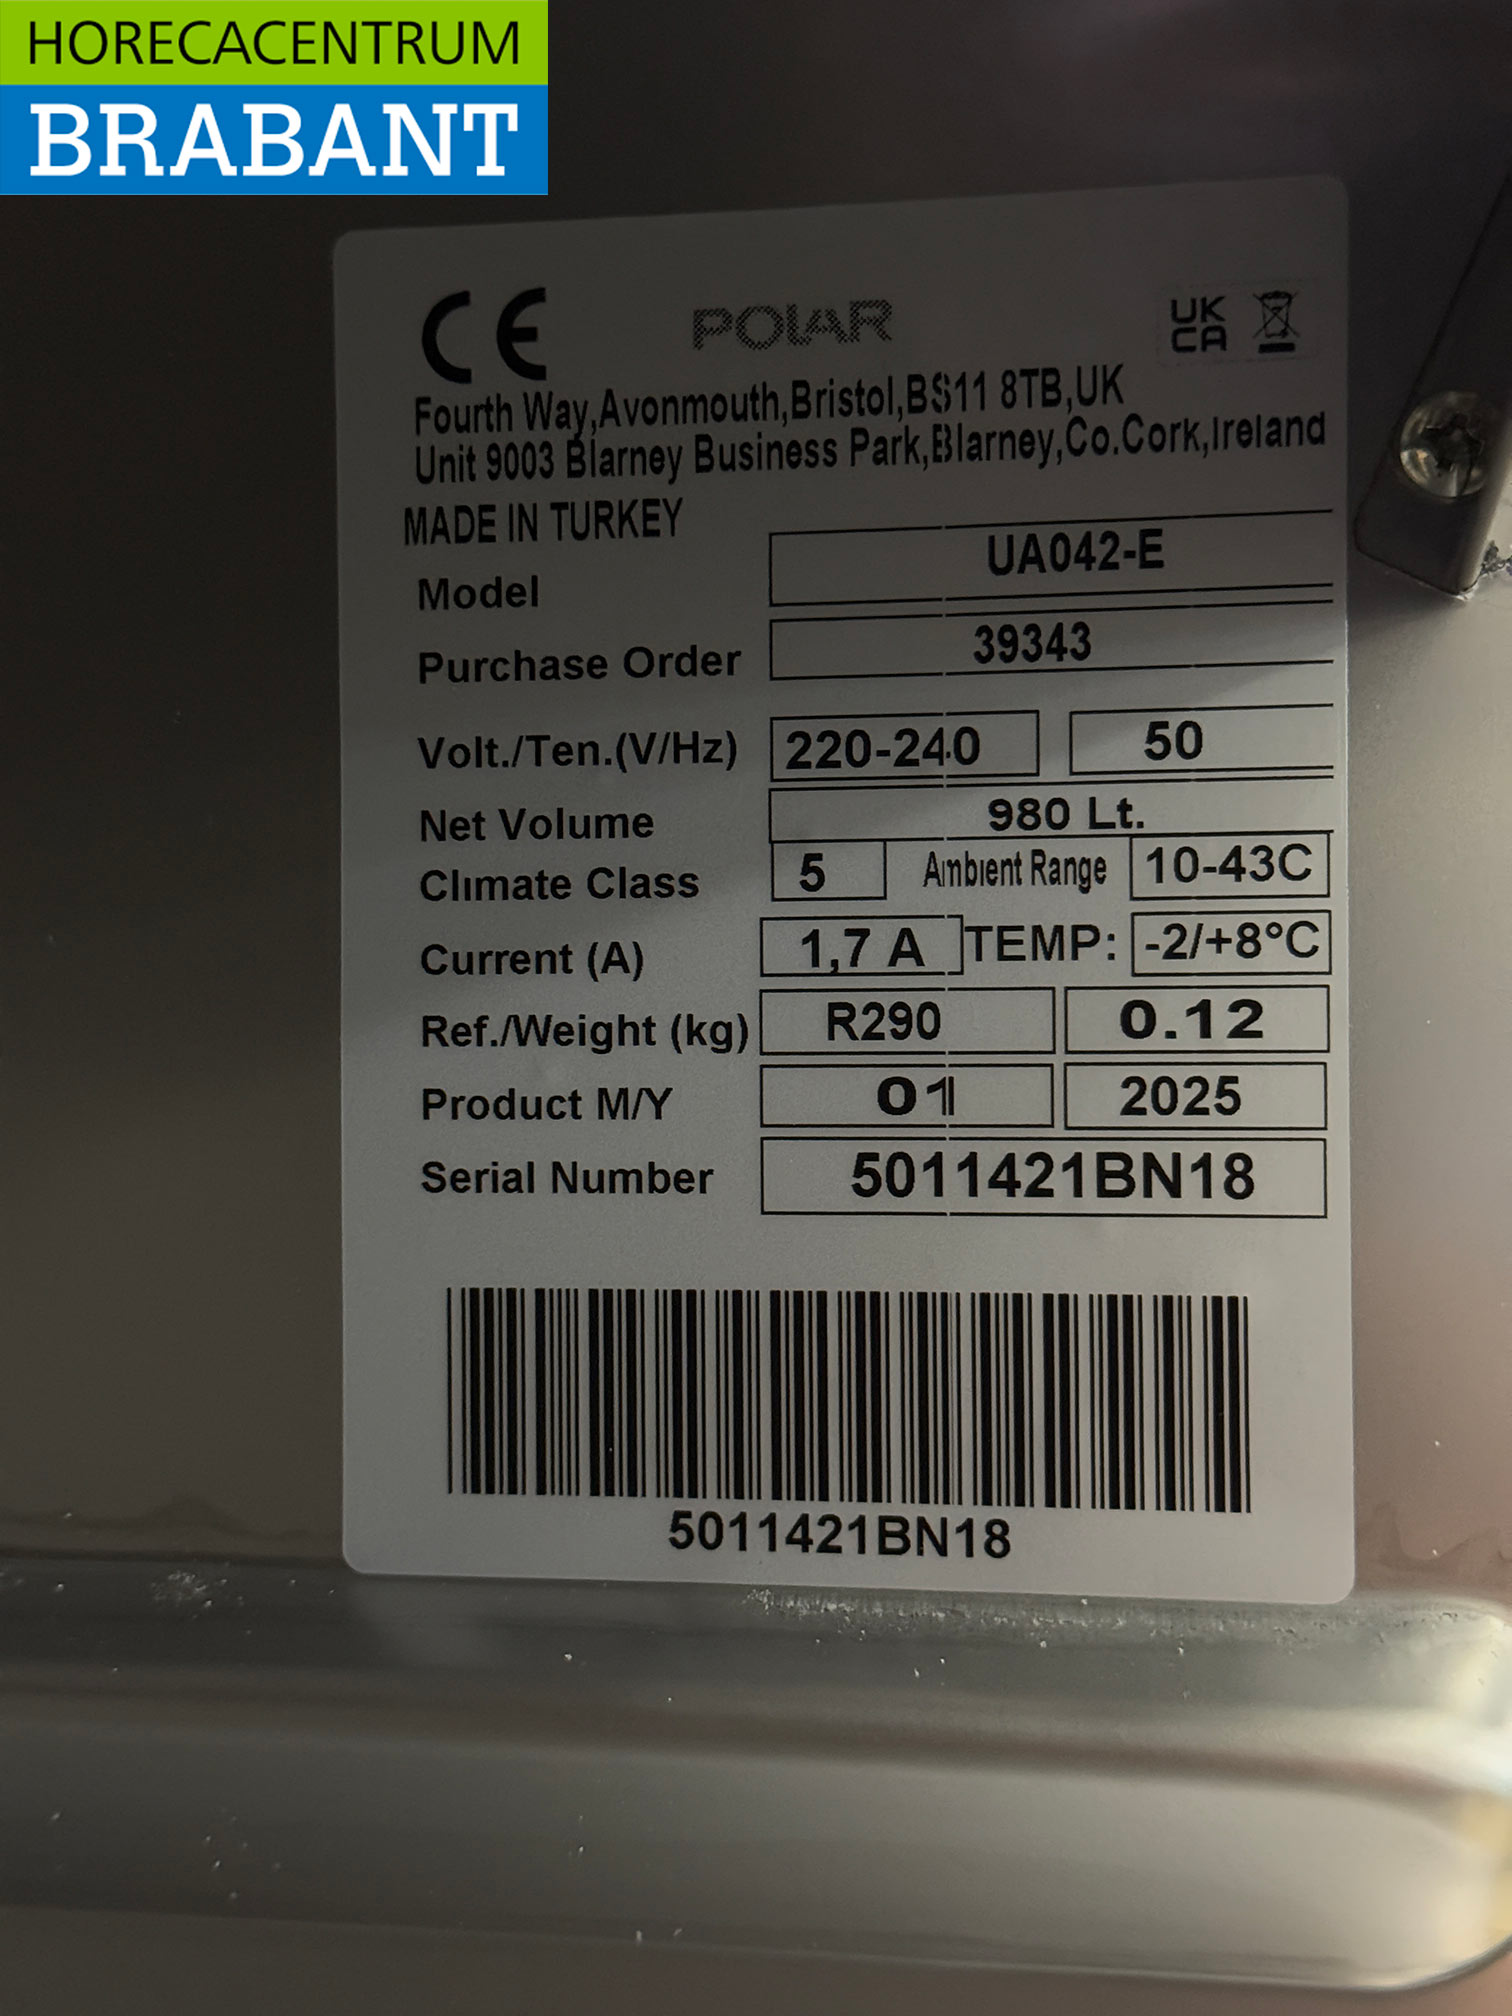 HORECACENTRUM
BRABANT
CE POLAR UK CA
Fourth Way,Avonmouth,Bristol,BS11 8TB,UK
Unit 9003 Blarney Business Park,Blarney,Co.Cork,Ireland
MADE IN TURKEY
Model UA042-E
Purchase Order 39343
Volt./Ten.(V/Hz) 220-240 50
Net Volume 980 Lt.
Climate Class 5 Ambient Range 10-43C
Current (A) 1,7 A TEMP: -2/+8°C
Ref./Weight (kg) R290 0.12
Product M/Y 01 2025
Serial Number 5011421BN18
5011421BN18